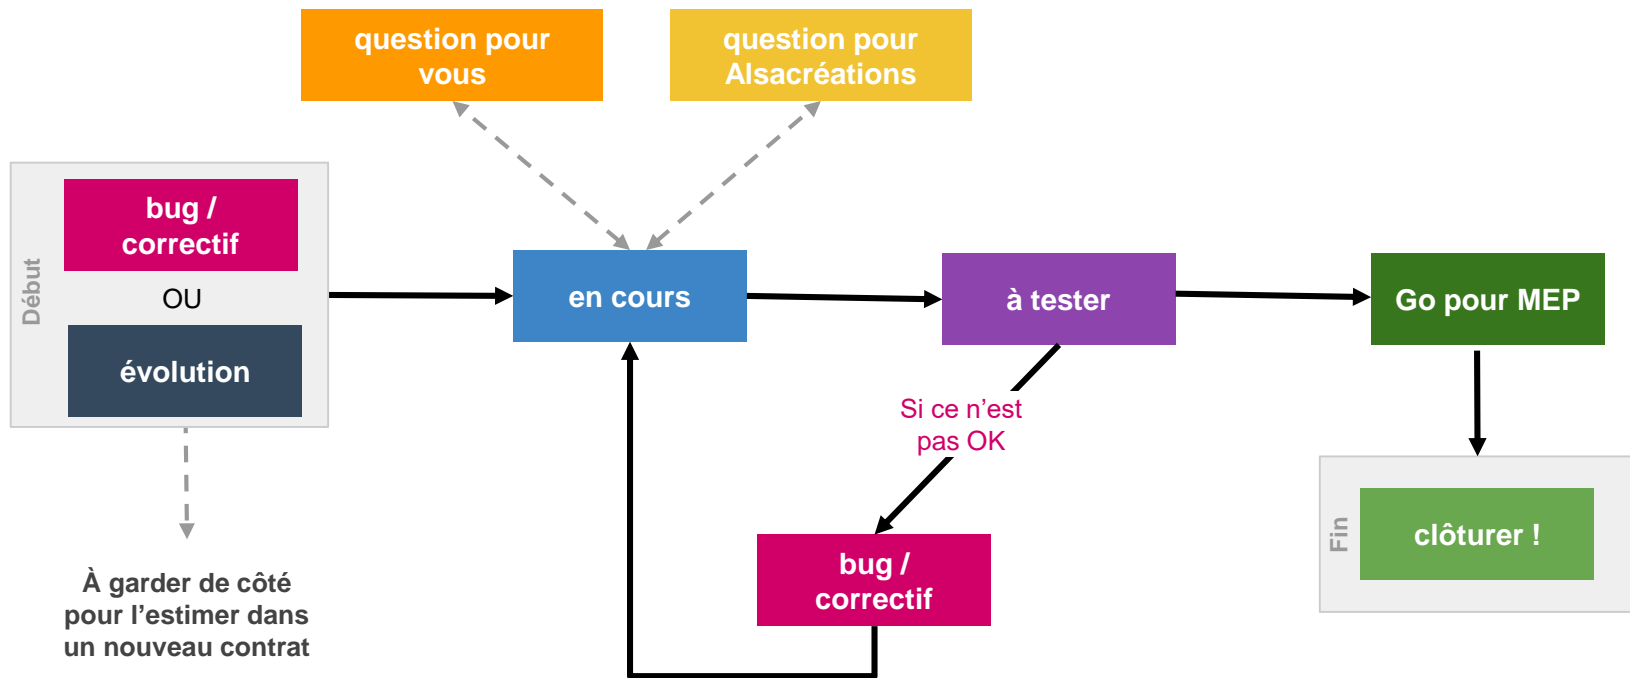 question pour
vous
question pour
Alsacréations
Début
bug /
correctif
OU
évolution
en cours
à tester
Go pour MEP
Si ce n’est
pas OK
bug /
correctif
Fin
clôturer !
À garder de côté
pour l’estimer dans
un nouveau contrat